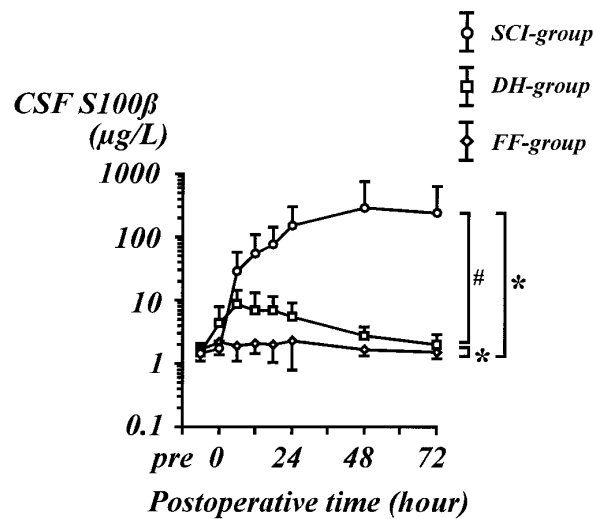 SCI-group
DH-group
FF-group
CSF S100ß
(µg/L)
1000
100
10
1
0.1
#
*
*
pre 0 24 48 72
Postoperative time (hour)